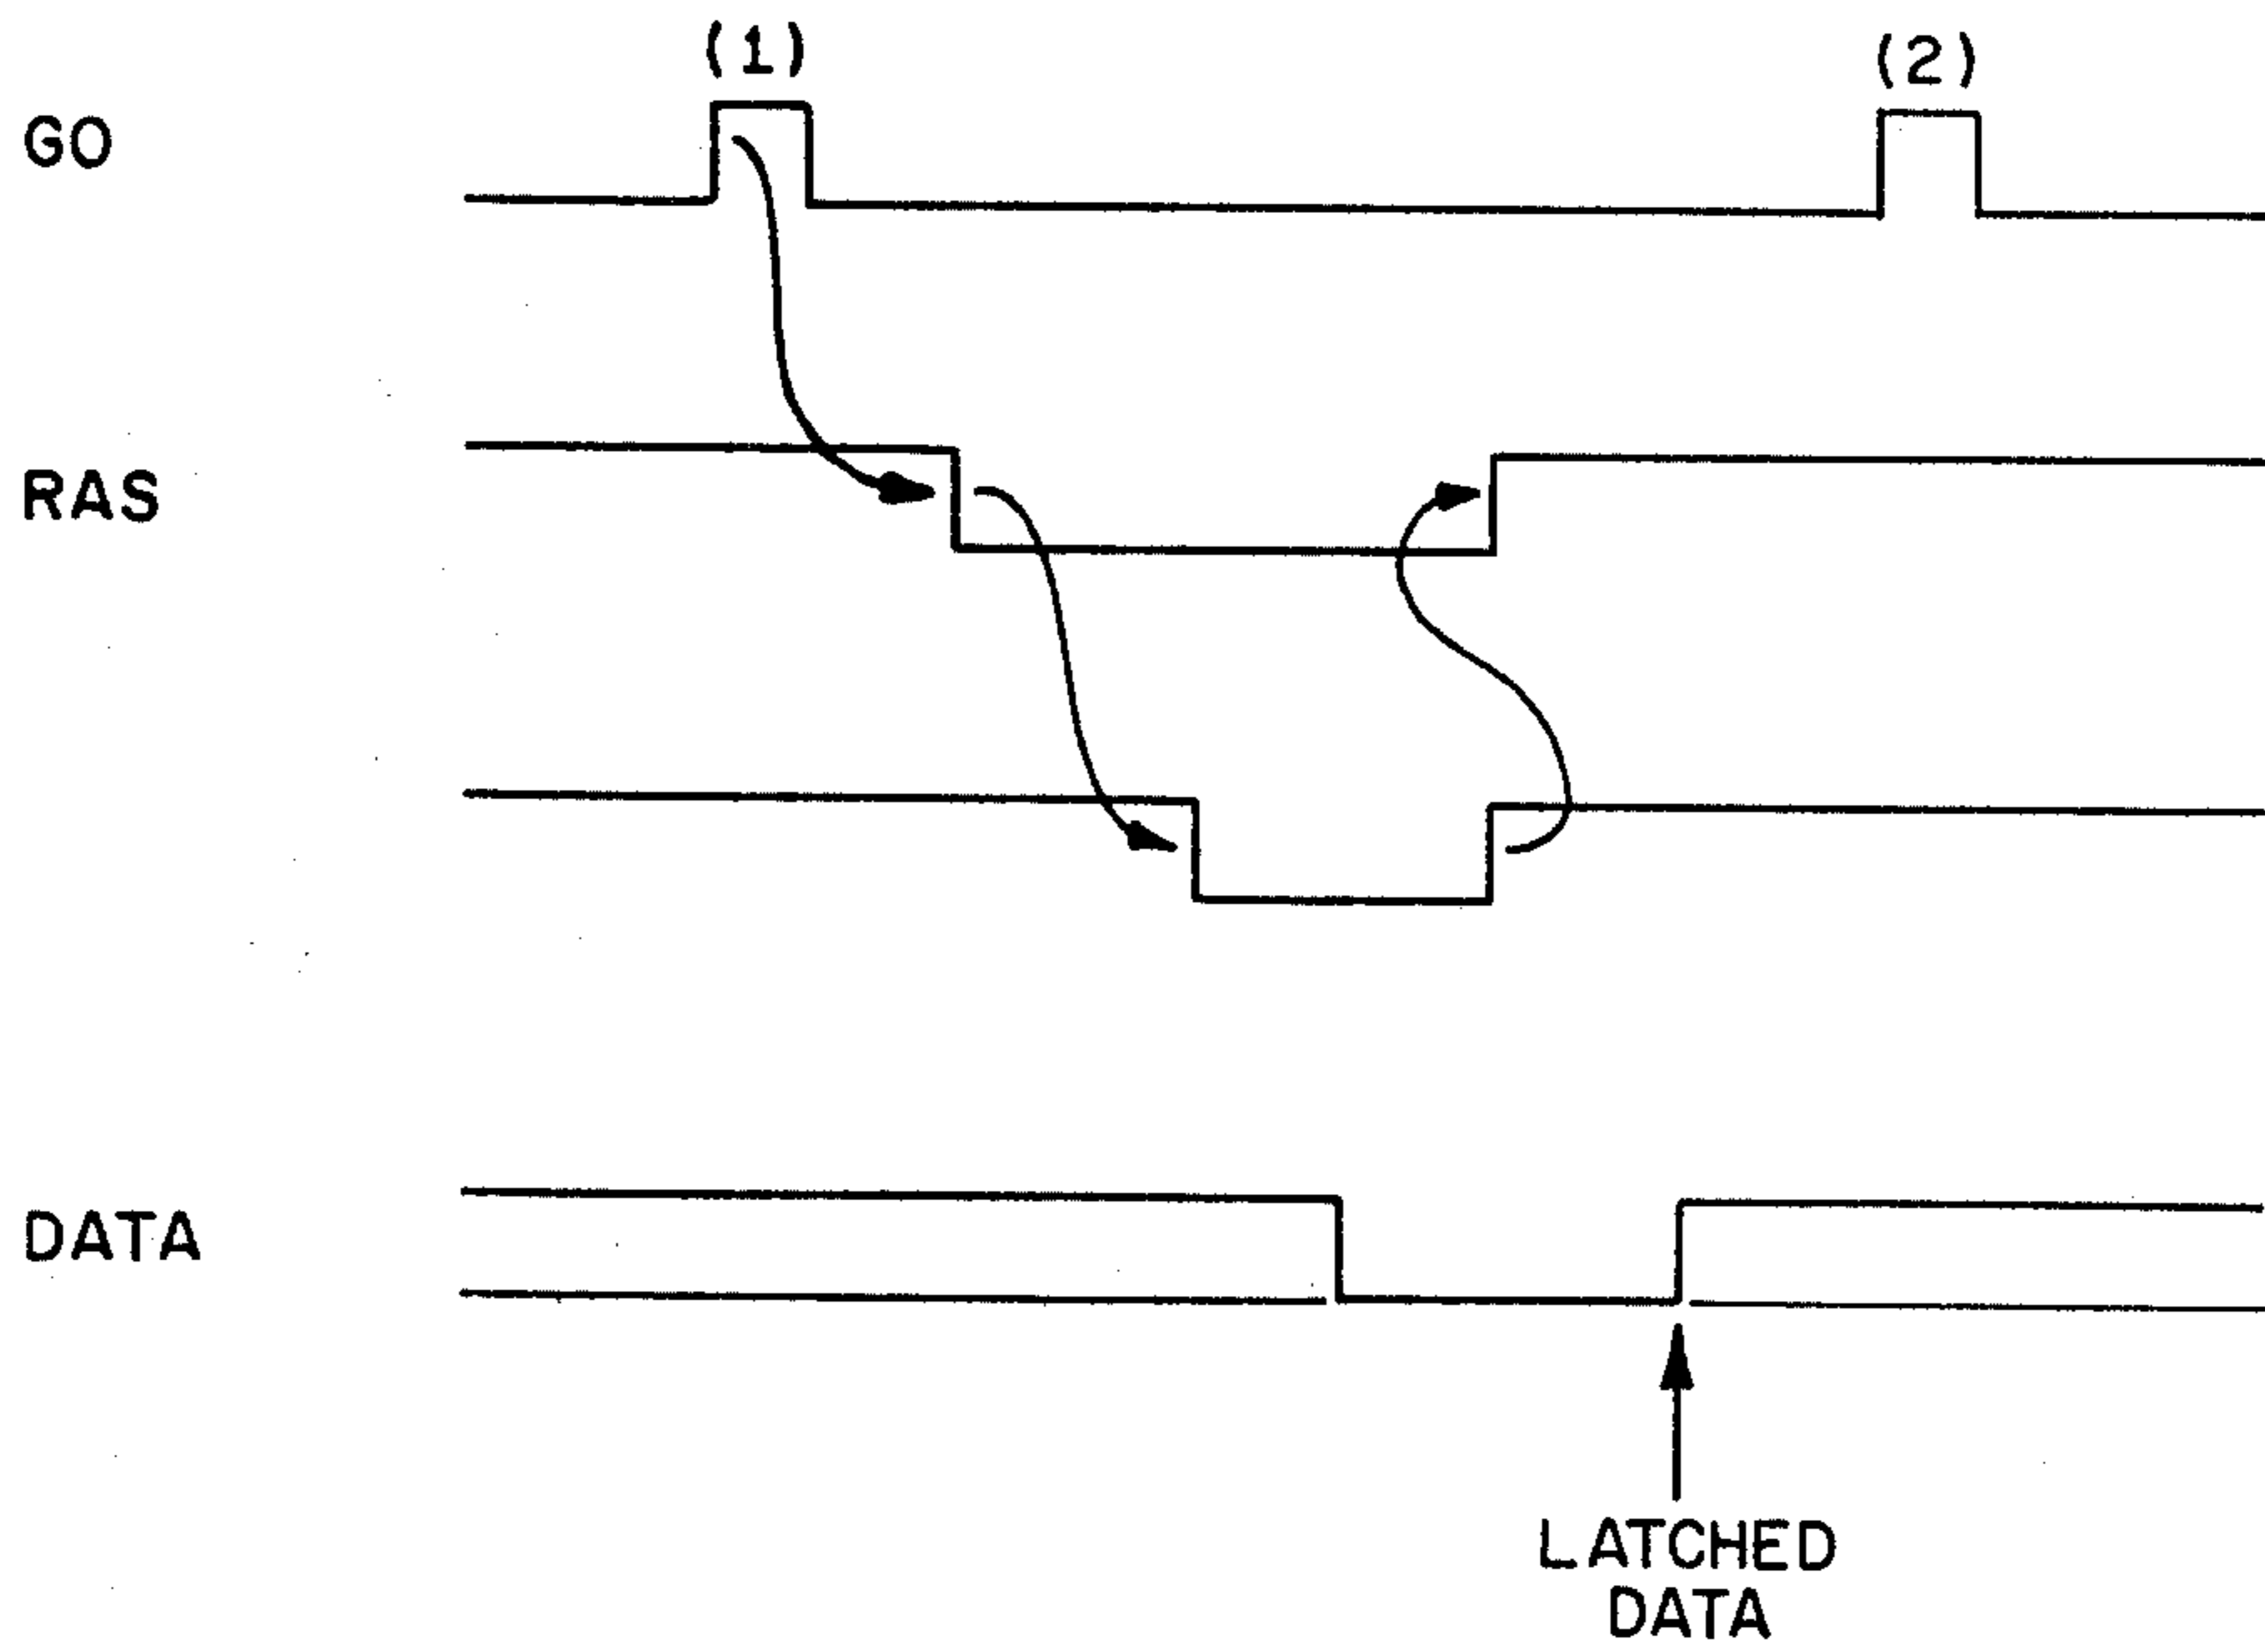 (1)
(2)
GO
RAS
DATA
LATCHED
DATA